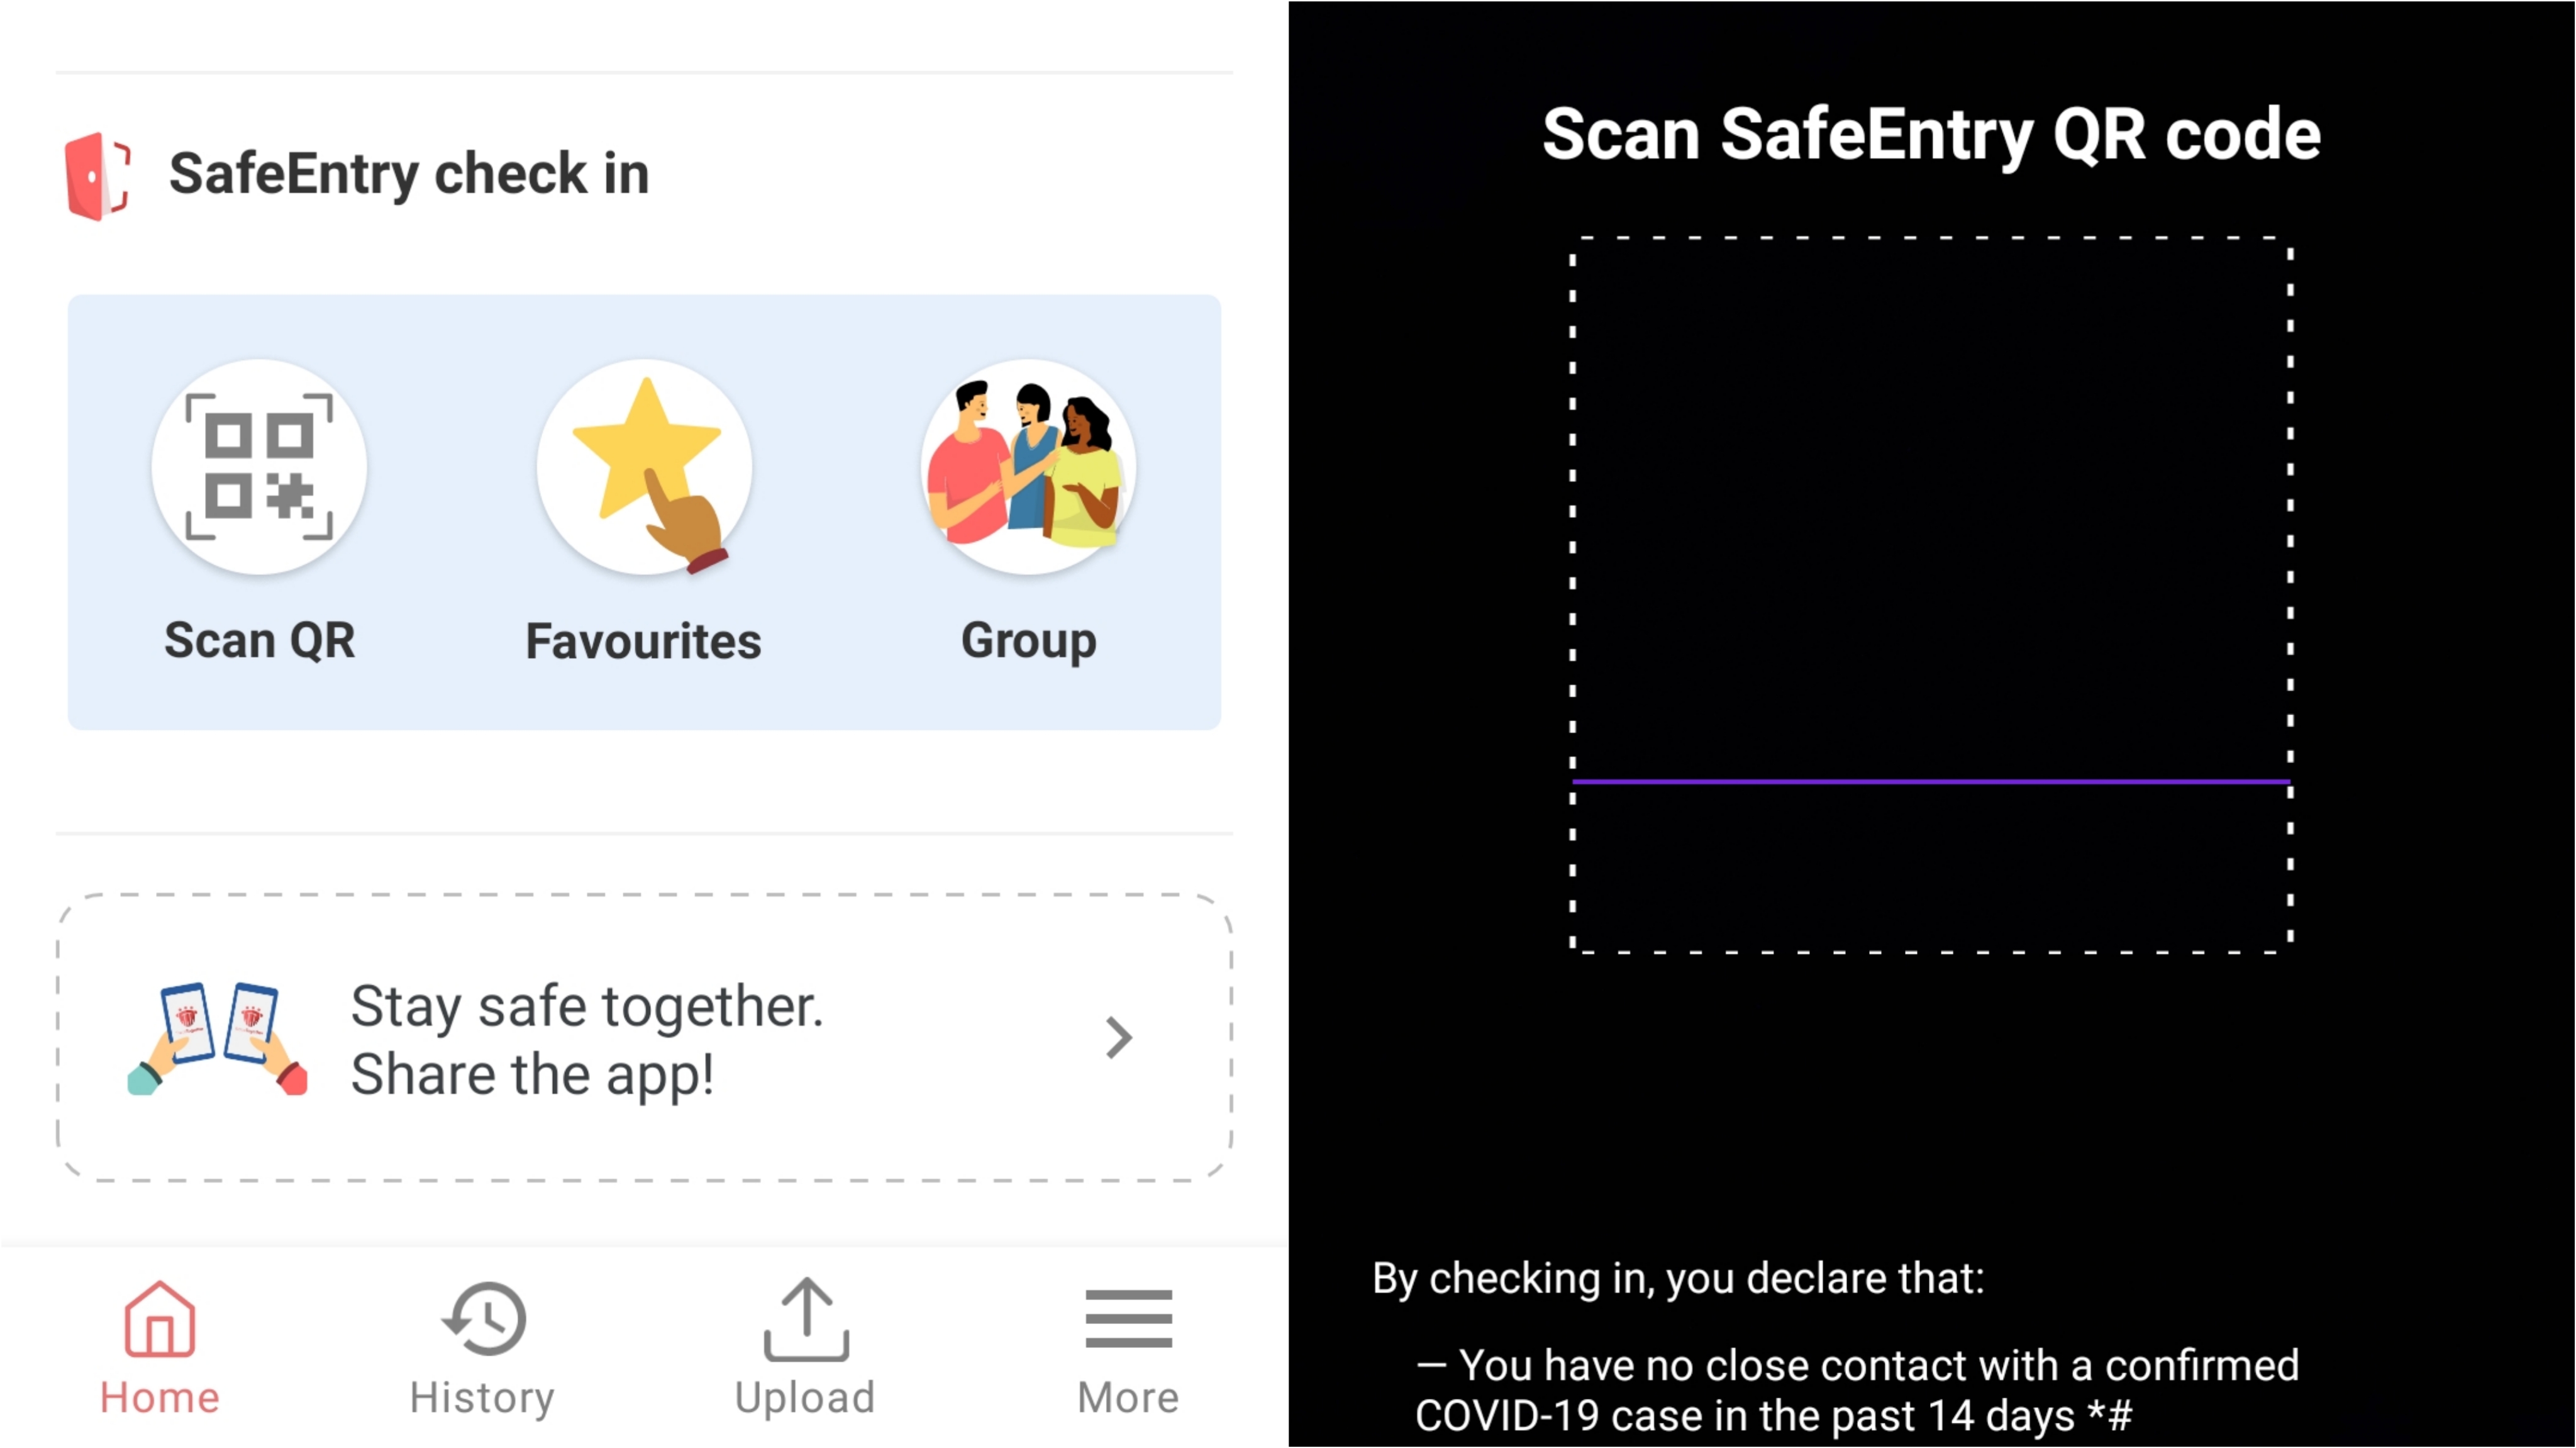 SafeEntry check in
Scan QR
Favourites
Group
Stay safe together.
Share the app!
Home
History
Upload
More
Scan SafeEntry QR code
By checking in, you declare that:
– You have no close contact with a confirmed
COVID-19 case in the past 14 days *#